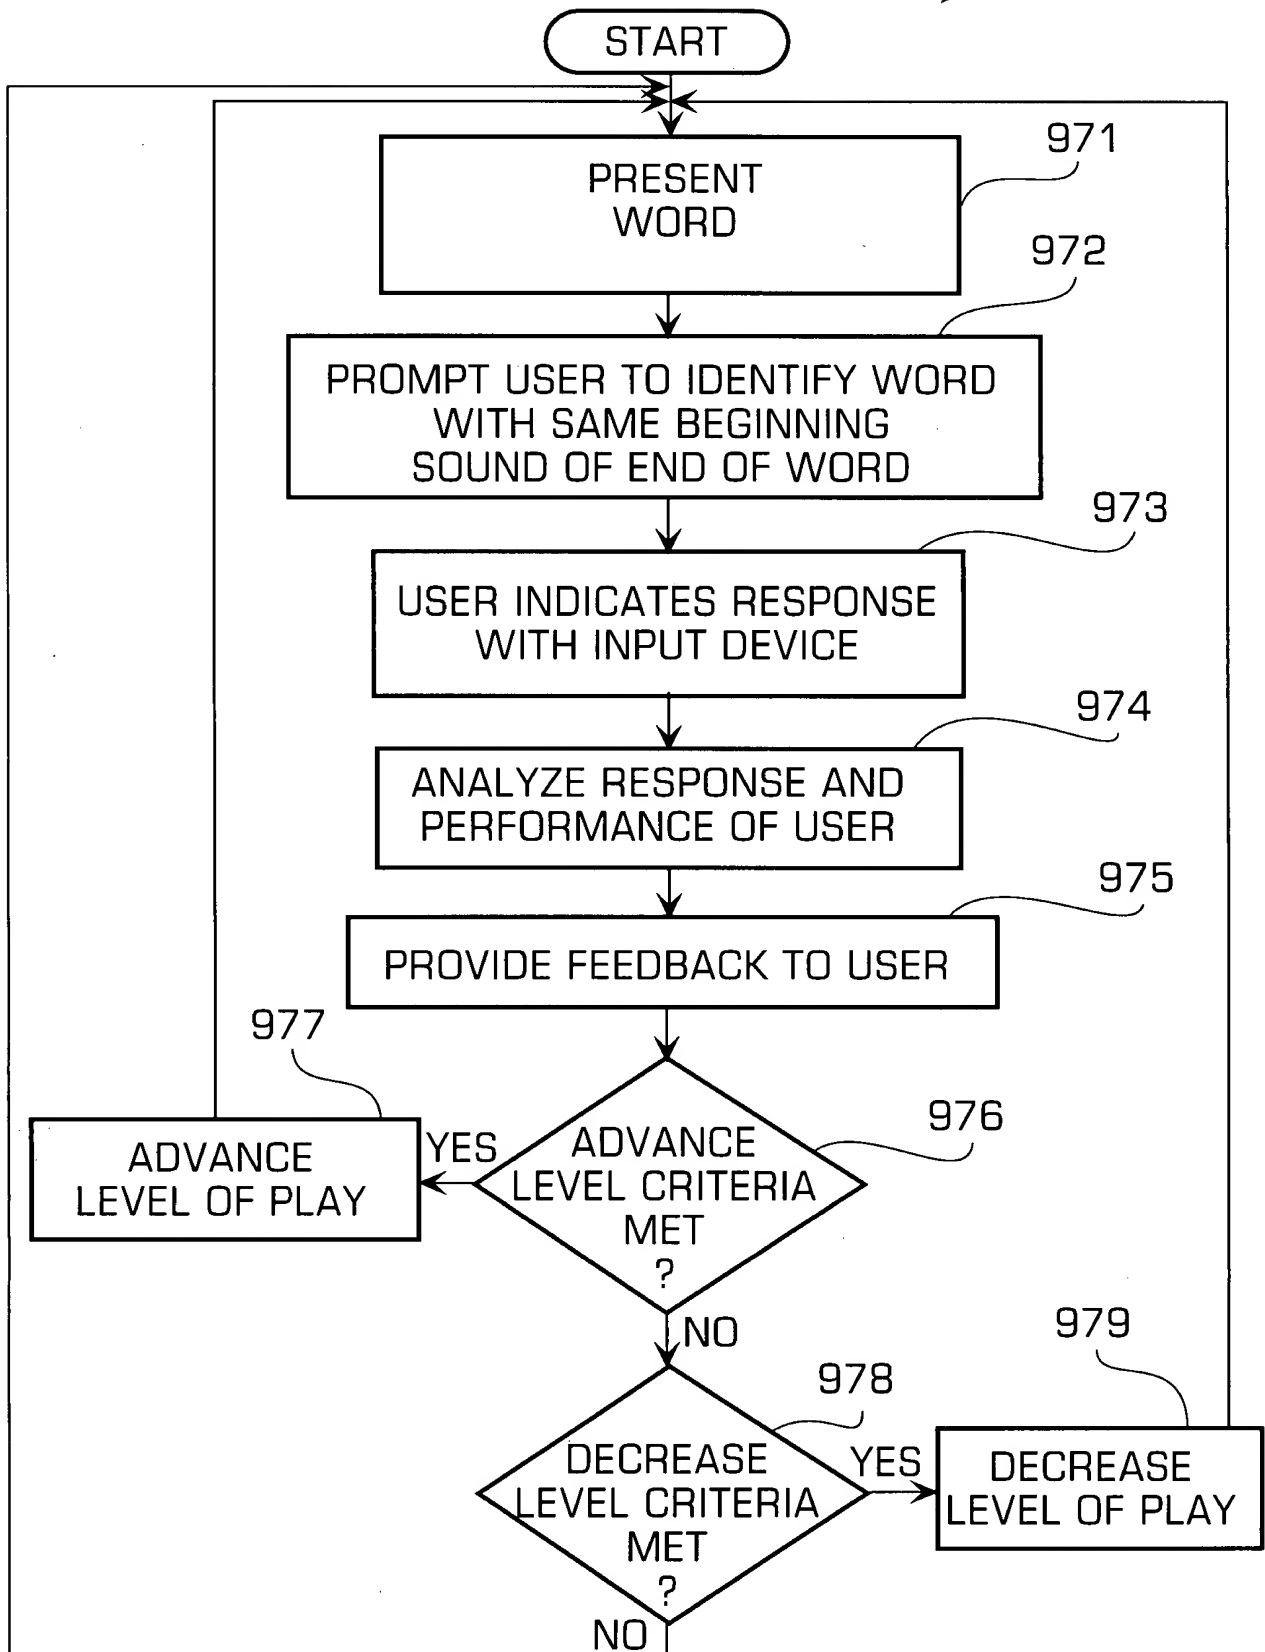 START
971
PRESENT
WORD
972
PROMPT USER TO IDENTIFY WORD
WITH SAME BEGINNING
SOUND OF END OF WORD
973
USER INDICATES RESPONSE
WITH INPUT DEVICE
974
ANALYZE RESPONSE AND
PERFORMANCE OF USER
975
PROVIDE FEEDBACK TO USER
977
976
ADVANCE
LEVEL OF PLAY
YES
ADVANCE
LEVEL CRITERIA
MET
?
NO
979
978
DECREASE
LEVEL CRITERIA
MET
?
YES
DECREASE
LEVEL OF PLAY
NO